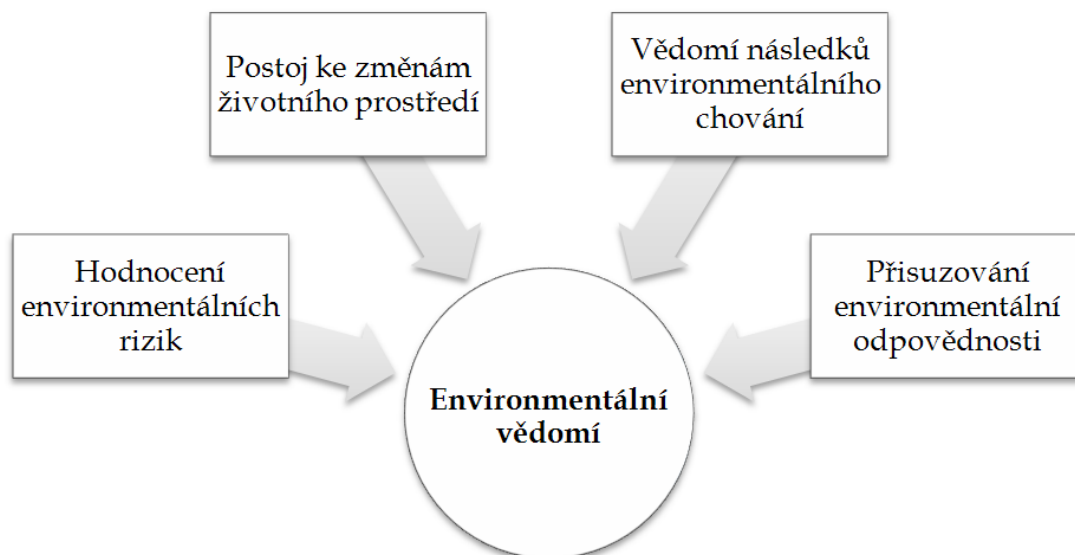 Postoj ke změnám
životního prostředí
Vědomí následků
environmentálního
chování
Hodnocení
environmentálních
rizik
Přisuzování
environmentální
odpovědnosti
Environmentální
vědomí